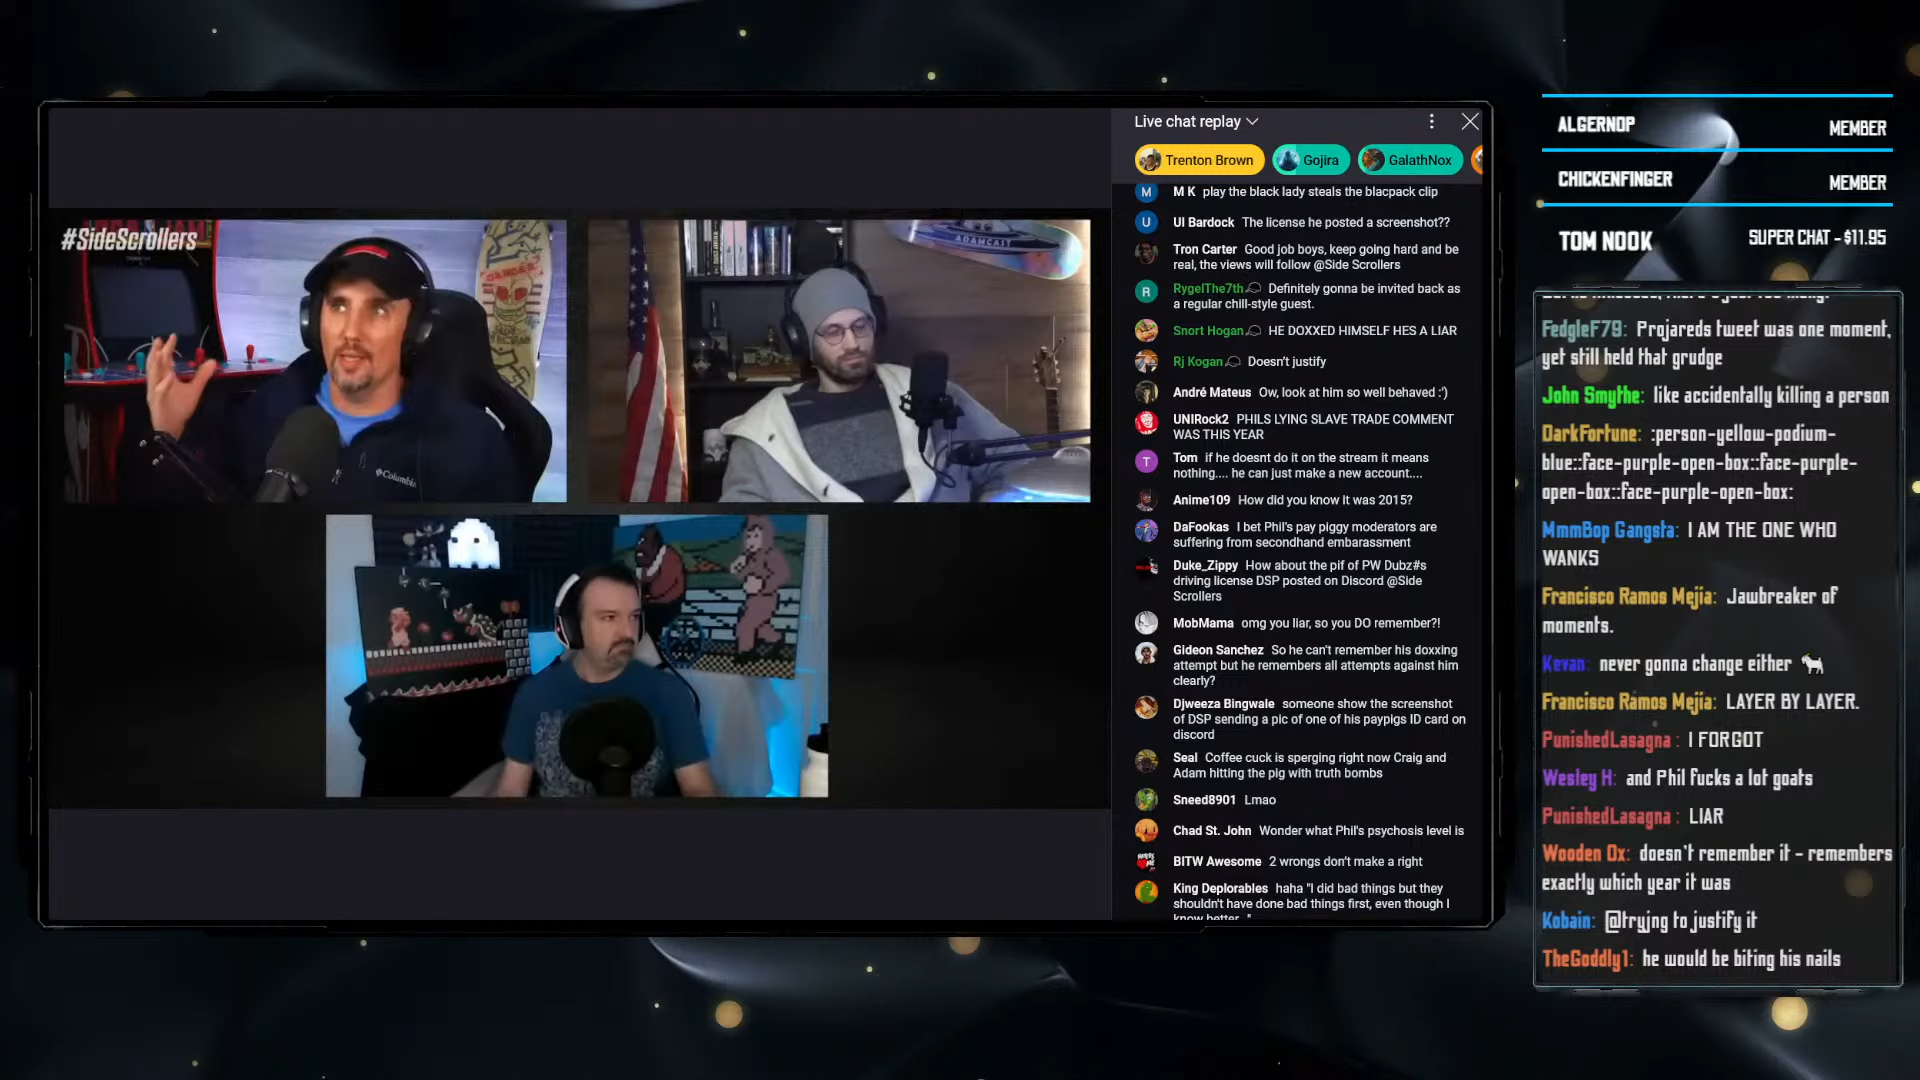 #SideScrollers
ADAMCAST
Columbia
Live chat replay
Trenton Brown
Gojira
GalathNox
M K play the black lady steals the blacpack clip
UI Bardock The license he posted a screenshot??
Tron Carter Good job boys, keep going hard and be
real, the views will follow @Side Scrollers
RygelThe7th Definitely gonna be invited back as
a regular chill-style guest.
Snort Hogan HE DOXXED HIMSELF HES A LIAR
Rj Kogan Doesn't justify
André Mateus Ow, look at him so well behaved :')
UNIRock2 PHILS LYING SLAVE TRADE COMMENT
WAS THIS YEAR
Tom if he doesnt do it on the stream it means
nothing.... he can just make a new account....
Anime109 How did you know it was 2015?
DaFookas I bet Phil's pay piggy moderators are
suffering from secondhand embarassment
Duke_Zippy How about the pif of PW Dubz#s
driving license DSP posted on Discord @Side
Scrollers
MobMama omg you liar, so you DO remember?!
Gideon Sanchez So he can't remember his doxxing
attempt but he remembers all attempts against him
clearly?
Djweeza Bingwale someone show the screenshot
of DSP sending a pic of one of his paypigs ID card on
discord
Seal Coffee cuck is sperging right now Craig and
Adam hitting the pig with truth bombs
Sneed8901 Lmao
Chad St. John Wonder what Phil's psychosis level is
BITW Awesome 2 wrongs don't make a right
King Deplorables haha "I did bad things but they
shouldn't have done bad things first, even though I
know better.."
ALGERNOP MEMBER
CHICKENFINGER MEMBER
TOM NOOK SUPER CHAT - $11.95
FedgleF79: Projareds tweet was one moment,
yet still held that grudge
John Smythe: like accidentally killing a person
DarkFortune: :person-yellow-podium-
blue::face-purple-open-box::face-purple-
open-box::face-purple-open-box:
MmmBop Gangsta: I AM THE ONE WHO
WANKS
Francisco Ramos Mejia: Jawbreaker of
moments.
Kevan: never gonna change either
Francisco Ramos Mejia: LAYER BY LAYER.
PunishedLasagna : I FORGOT
Wesley H: and Phil fucks a lot goats
PunishedLasagna : LIAR
Wooden Ox: doesn't remember it - remembers
exactly which year it was
Kobain: @tryjng to justify it
TheGoddly1: he would be biting his nails